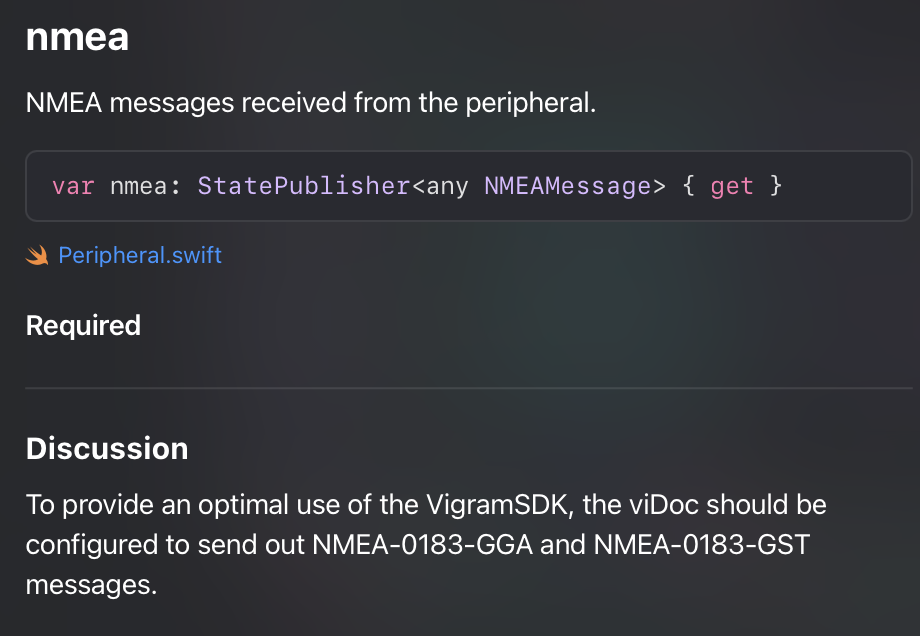 nmea
NMEA messages received from the peripheral.
var nmea: StatePublisher<any NMEAMessage> { get }
Peripheral.swift
Required
Discussion
To provide an optimal use of the VigramSDK, the viDoc should be
configured to send out NMEA-0183-GGA and NMEA-0183-GST
messages.